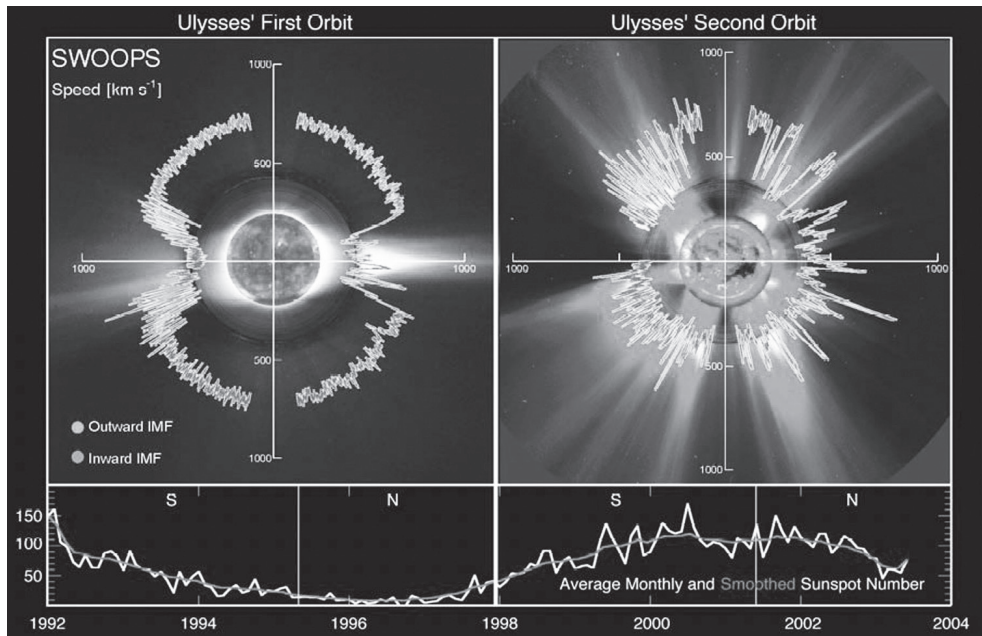 Ulysses' First Orbit
Ulysses' Second Orbit
SWOOPS
Speed [km s-1]
1000
500
1000
1000
500
1000
Outward IMF
Inward IMF
1000
500
1000
1000
500
1000
S
N
S
N
150
100
50
Average Monthly and Smoothed Sunspot Number
1992
1994
1996
1998
2000
2002
2004